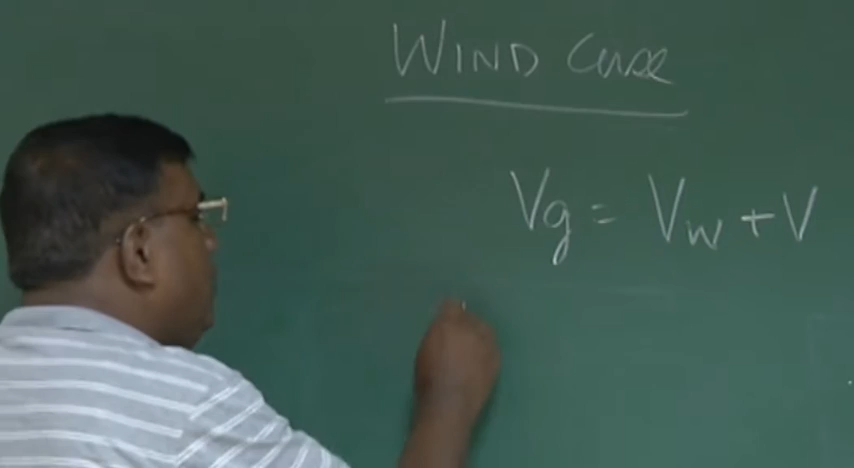 WIND Case
Vg = Vw + V